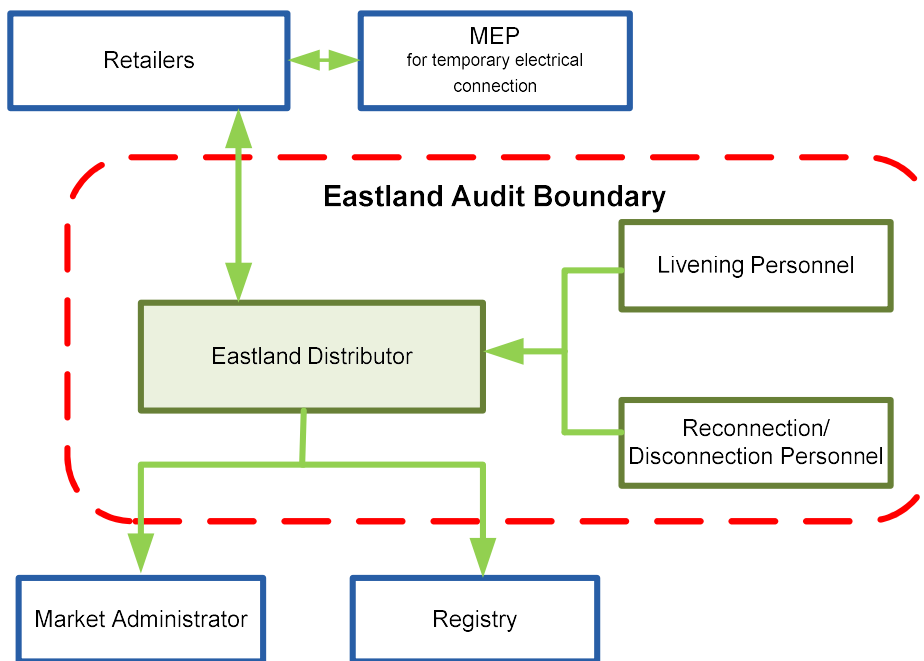 Retailers
MEP
for temporary electrical
connection
Eastland Audit Boundary
Livening Personnel
Eastland Distributor
Reconnection/
Disconnection Personnel
Market Administrator
Registry